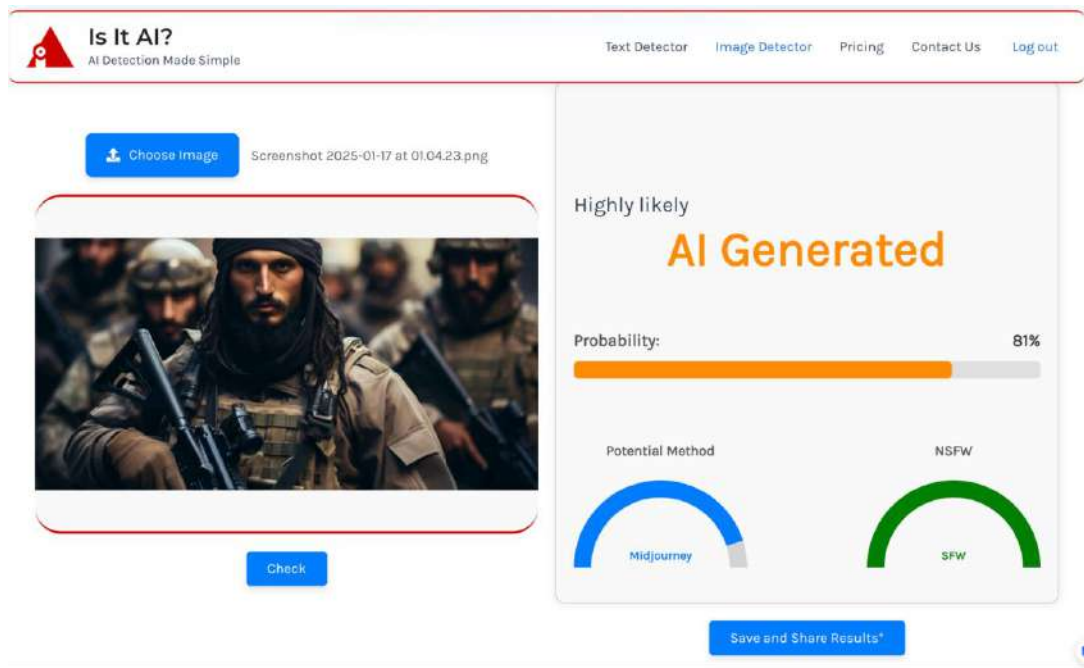 Is It AI?
AI Detection Made Simple
Text Detector Image Detector Pricing Contact Us Log out
Choose Image Screenshot 2025-01-17 at 01.04.23.png
Check
Highly likely
AI Generated
Probability: 81%
Potential Method NSFW
Midjourney SFW
Save and Share Results*